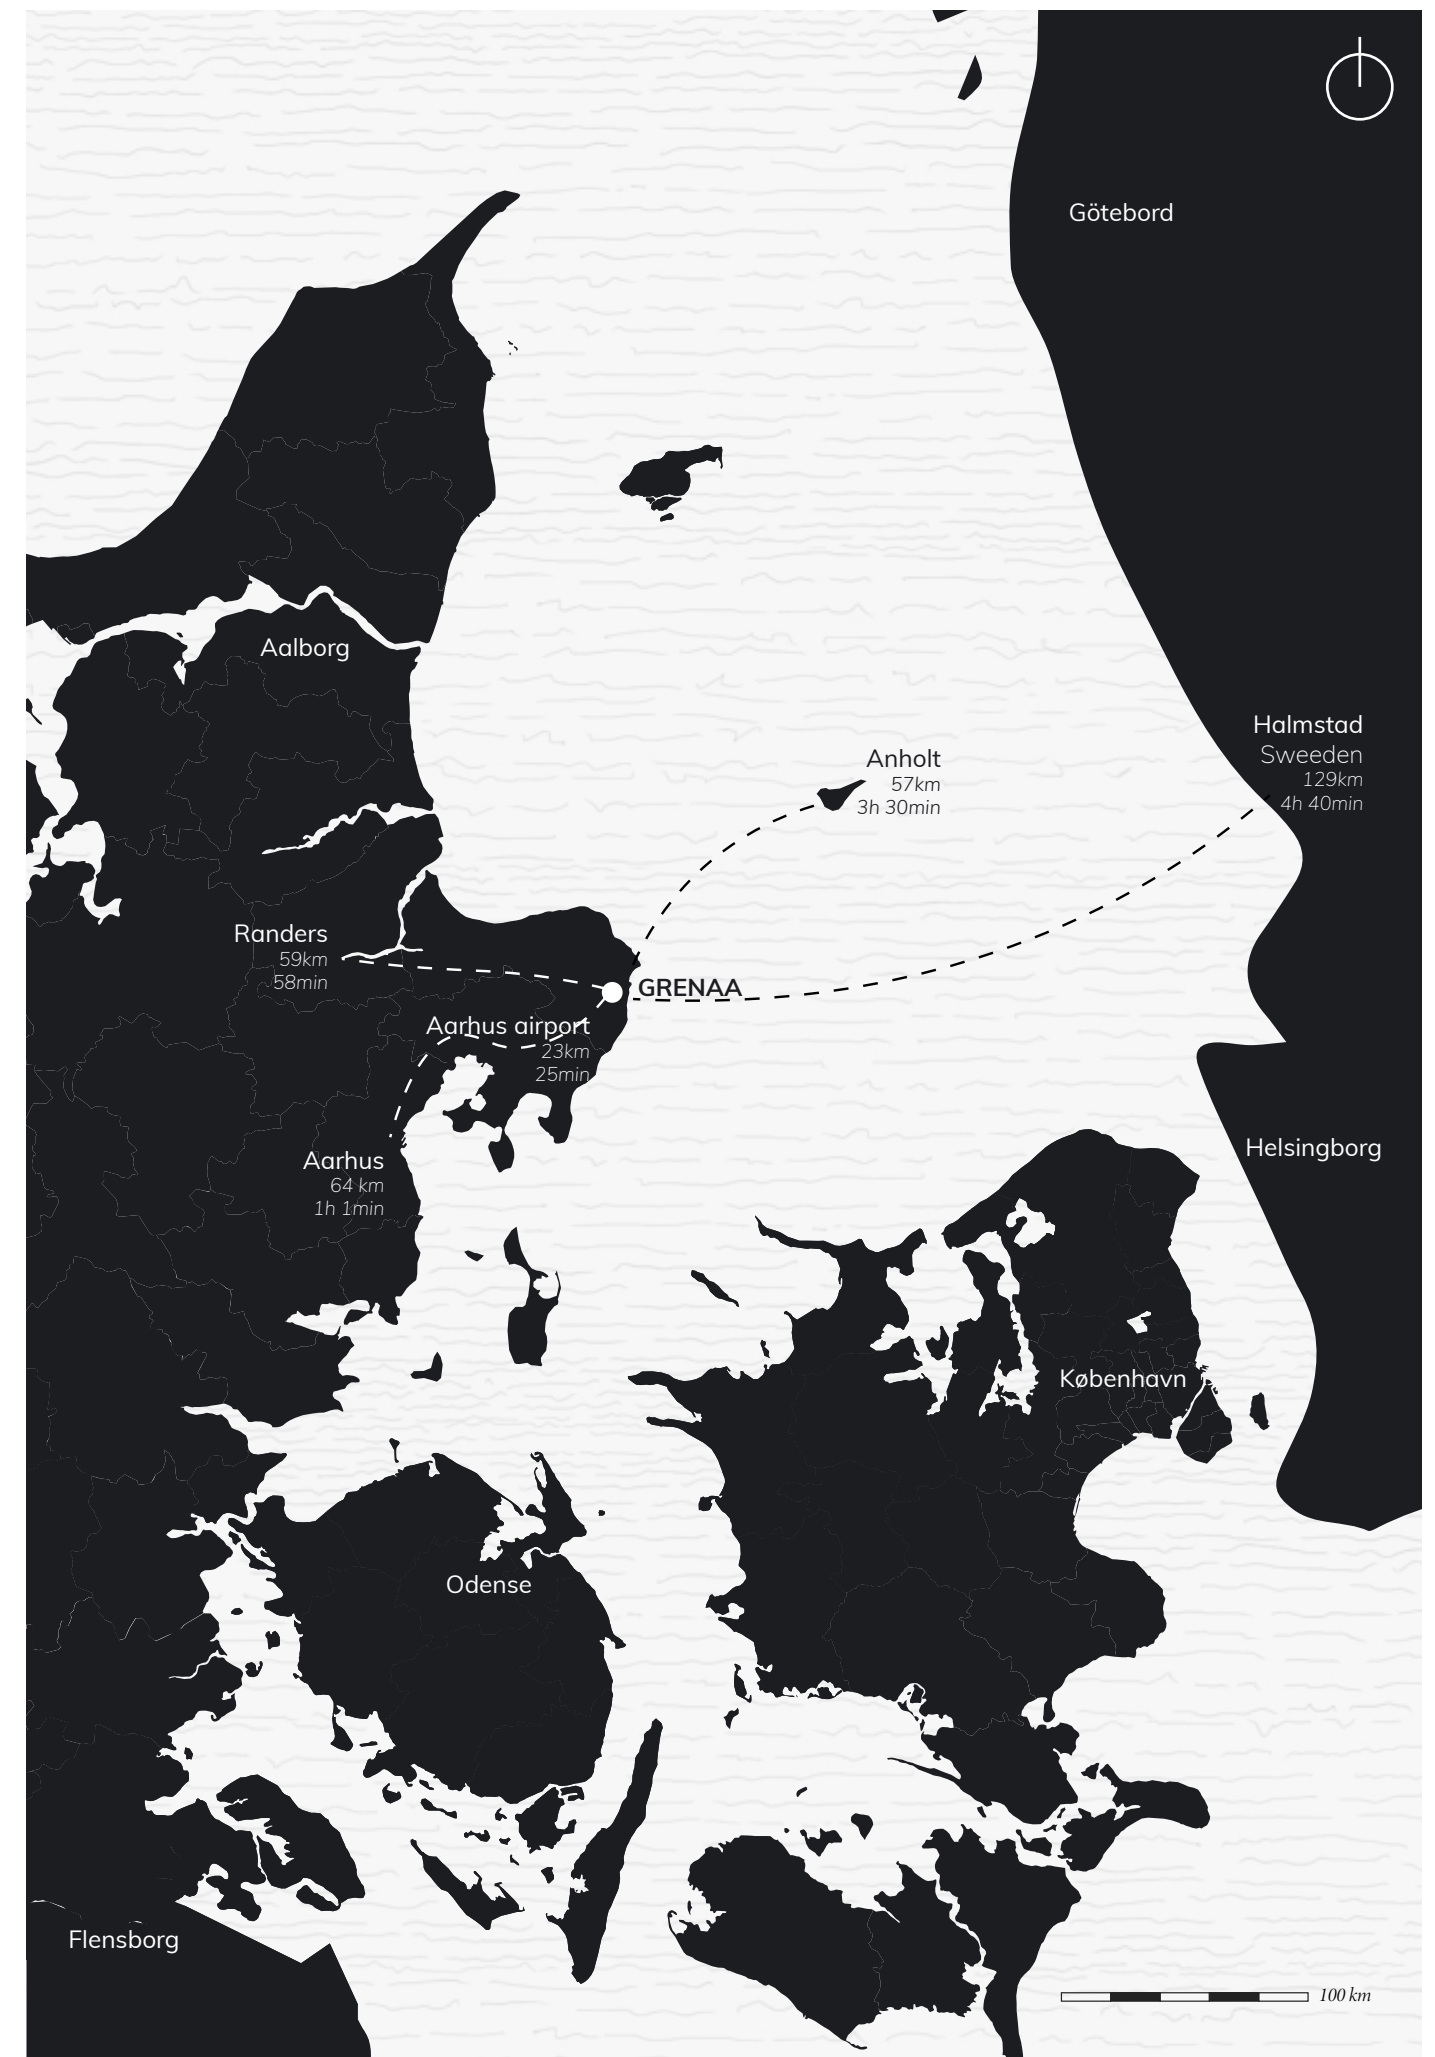 Götebord
Aalborg
Halmstad
Sweeden
129km
4h 40min
Anholt
57km
3h 30min
Randers
59km
58min
GRENAA
Aarhus airport
23km
25min
Aarhus
64 km
1h 1min
Helsingborg
København
Odense
Flensborg
100 km